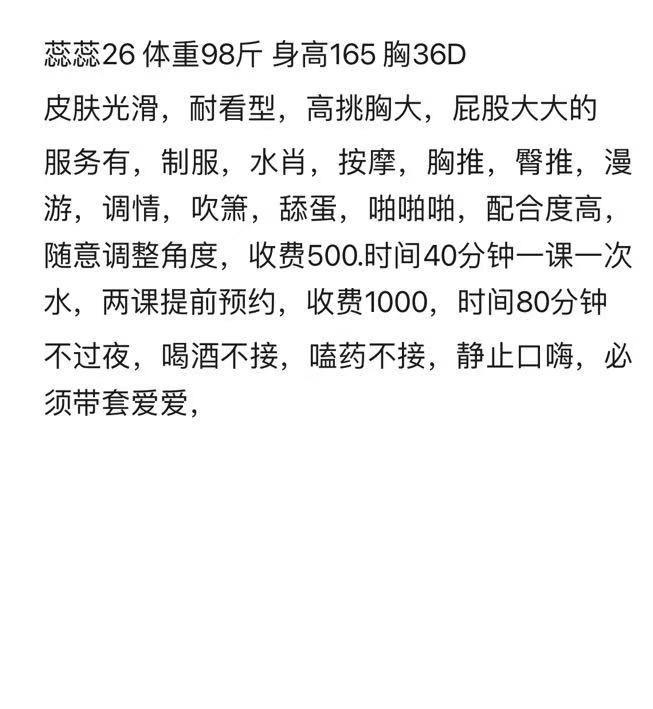 蕊蕊26 体重98斤 身高165 胸36D
皮肤光滑，耐看型，高挑胸大，屁股大大的
服务有，制服，水肖，按摩，胸推，臀推，漫
游，调情，吹箫，舔蛋，啪啪啪，配合度高，
随意调整角度，收费500.时间40分钟一课一次
水，两课提前预约，收费1000，时间80分钟
不过夜，喝酒不接，嗑药不接，静止口嗨，必
须带套爱爱，